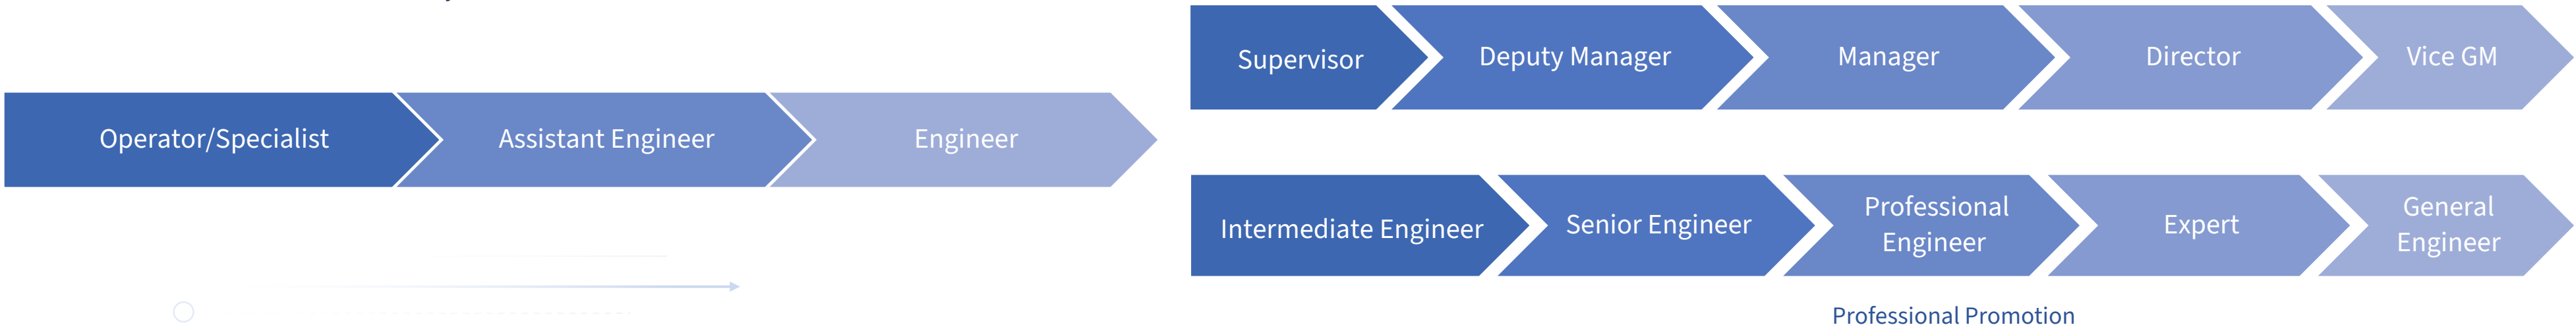 Operator/Specialist
Assistant Engineer
Engineer
Supervisor
Deputy Manager
Manager
Director
Vice GM
Intermediate Engineer
Senior Engineer
Professional
Engineer
Expert
General
Engineer
Professional Promotion